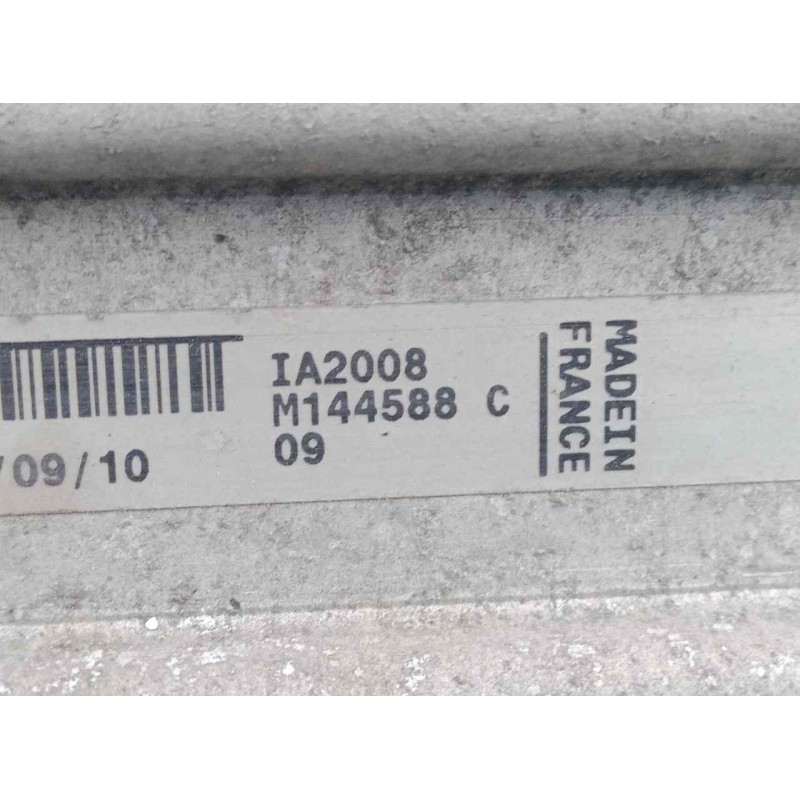 /09/10
IA2008
M144588 C
09
MADEIN
FRANCE